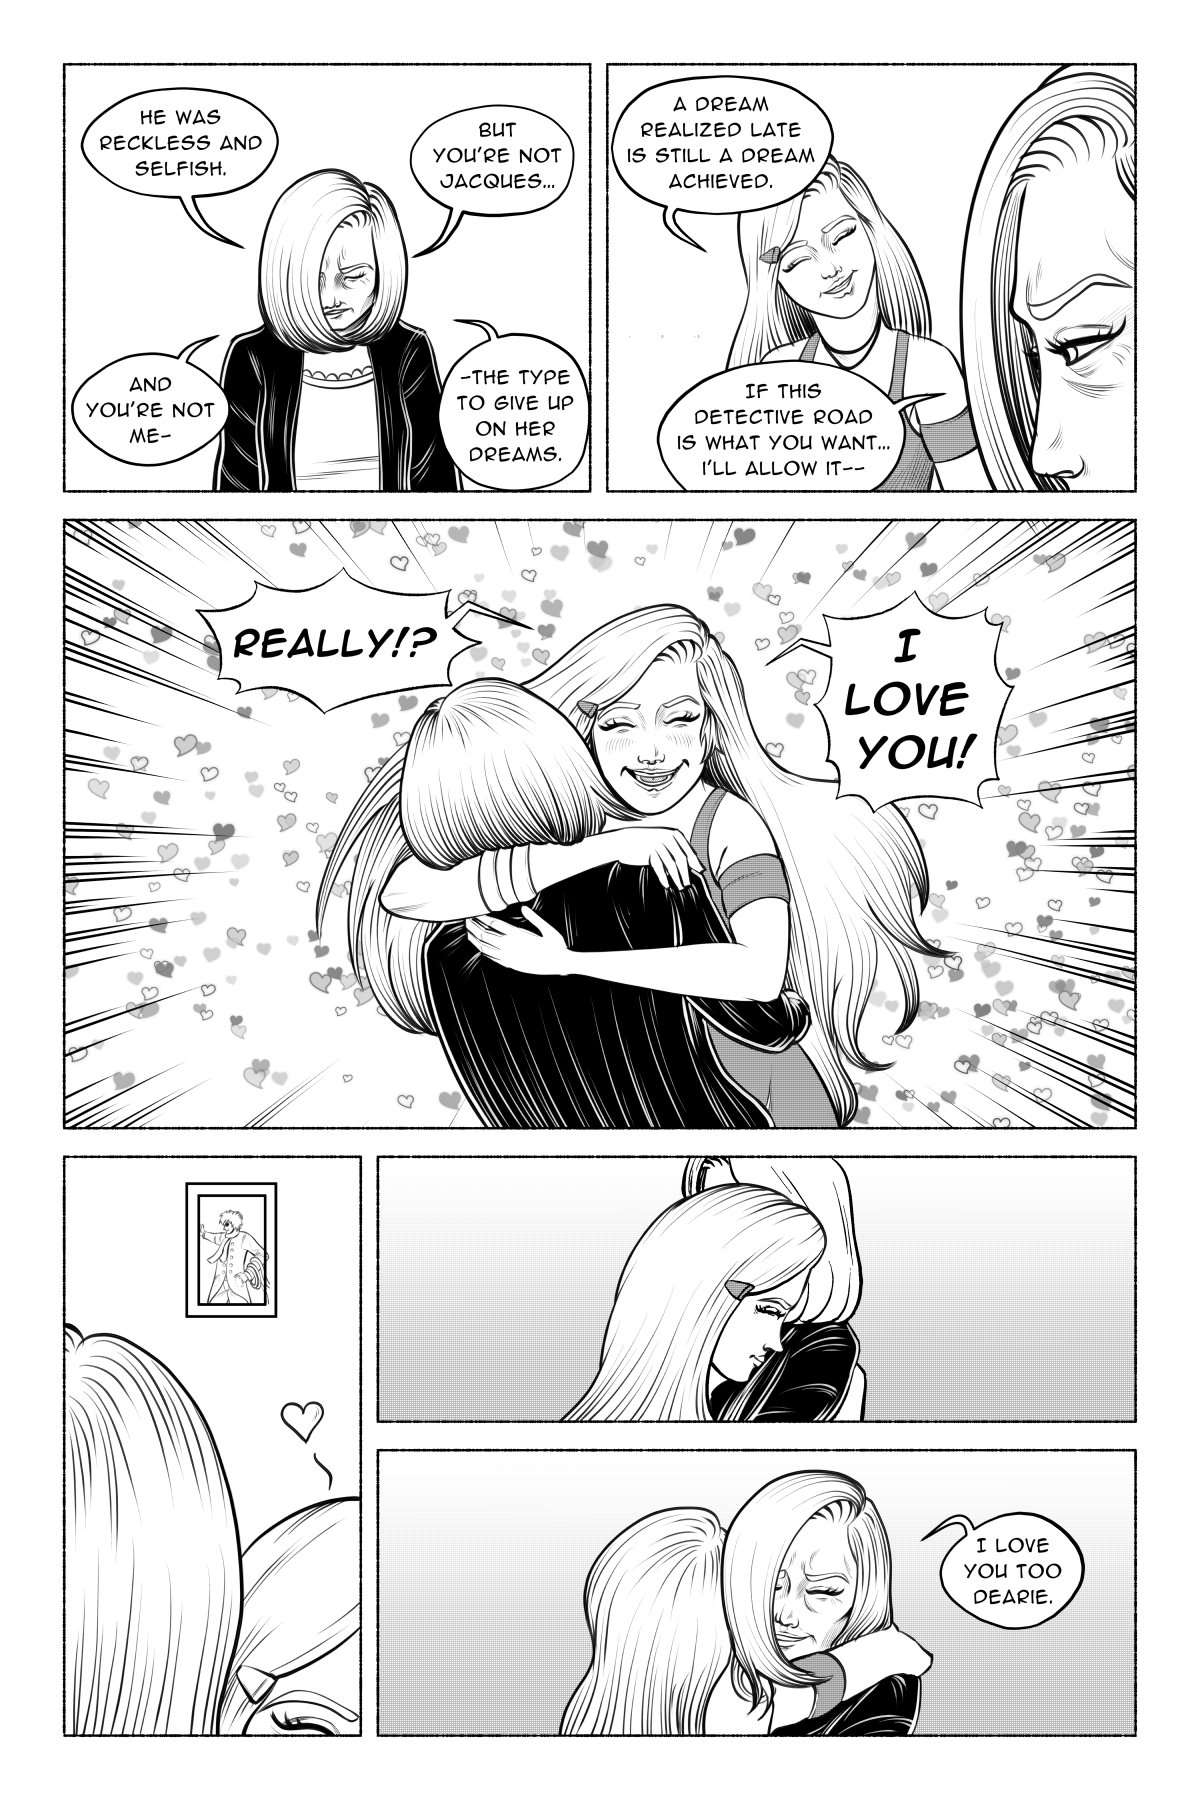 HE WAS
RECKLESS AND
SELFISH.
BUT
YOU'RE NOT
JACQUES...
AND
YOU'RE NOT
ME-
-THE TYPE
TO GIVE UP
ON HER
DREAMS.
A DREAM
REALIZED LATE
IS STILL A DREAM
ACHIEVED.
IF THIS
DETECTIVE ROAD
IS WHAT YOU WANT...
I'LL ALLOW IT--
REALLY!?
I
LOVE
YOU!
I LOVE
YOU TOO
DEARIE.